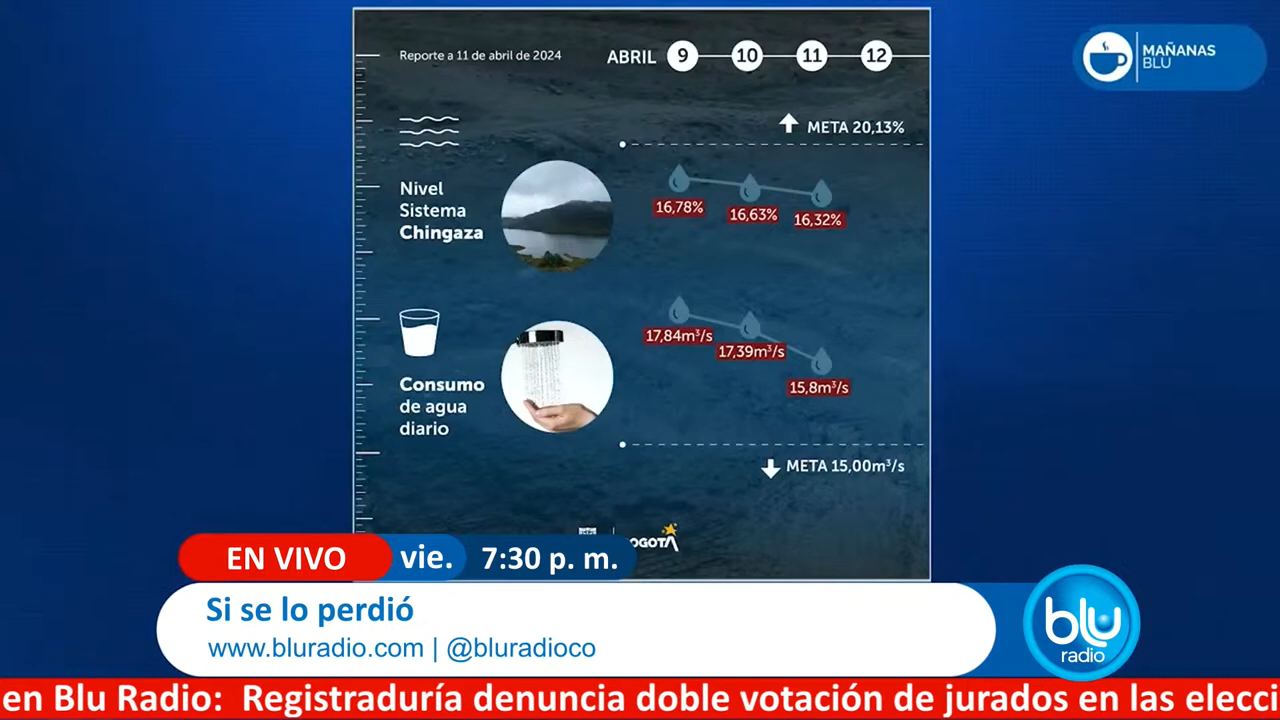 Reporte a 11 de abril de 2024
ABRIL 9 10 11 12
MAÑANAS
BLU
META 20,13%
Nivel
Sistema
Chingaza
16,78% 16,63% 16,32%
17,84m³/s
17,39m³/s
15,8m³/s
Consumo
de agua
diario
META 15,00m³/s
EN VIVO vie. 7:30 p. m.
Si se lo perdió
www.bluradio.com | @bluradioco
blu
radio
en Blu Radio: Registraduría denuncia doble votación de jurados en las elecci